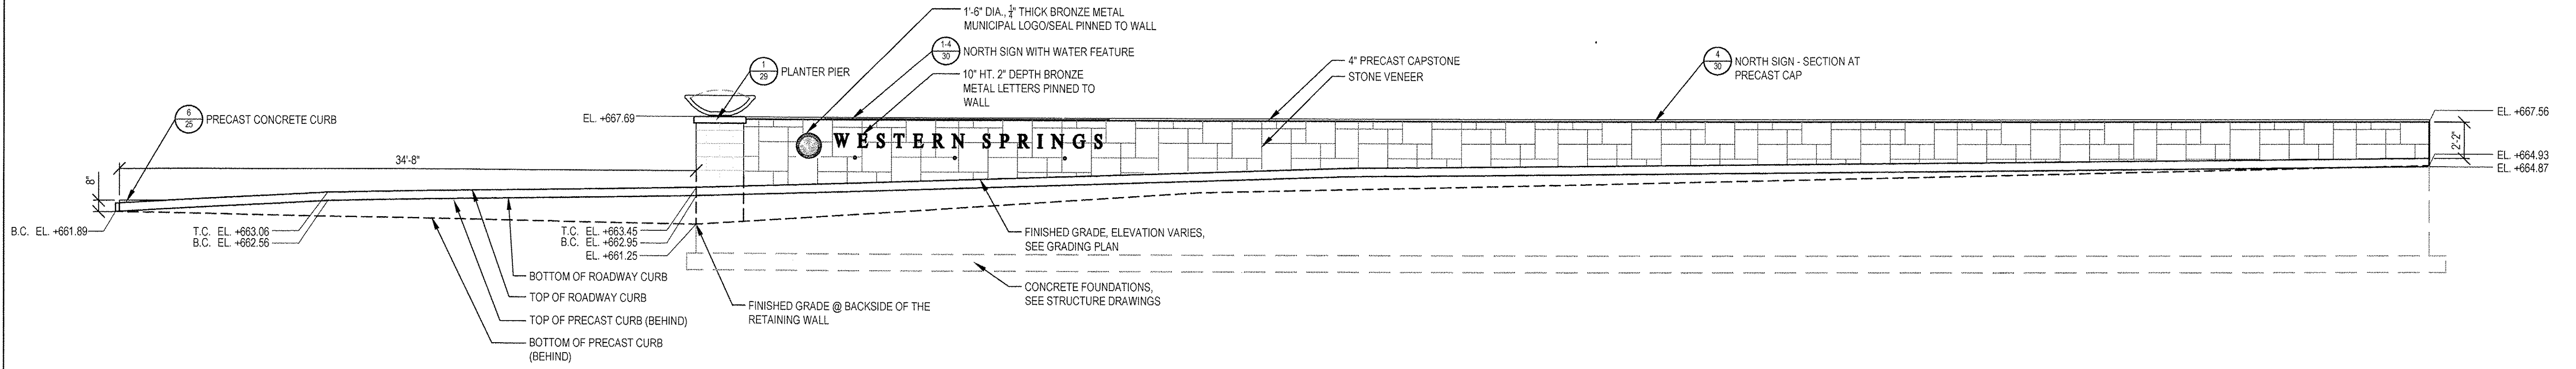 1'-6" DIA., 1/4" THICK BRONZE METAL
MUNICIPAL LOGO/SEAL PINNED TO WALL
1-4
30
NORTH SIGN WITH WATER FEATURE
1
29
PLANTER PIER
10" HT. 2" DEPTH BRONZE
METAL LETTERS PINNED TO
WALL
4" PRECAST CAPSTONE
STONE VENEER
4
30
NORTH SIGN - SECTION AT
PRECAST CAP
6
25
PRECAST CONCRETE CURB
EL. +667.69
WESTERN SPRINGS
EL. +667.56
2'-2"
EL. +664.93
EL. +664.87
34'-8"
8"
B.C. EL. +661.89
T.C. EL. +663.06
B.C. EL. +662.56
T.C. EL. +663.45
B.C. EL. +662.95
EL. +661.25
FINISHED GRADE, ELEVATION VARIES,
SEE GRADING PLAN
BOTTOM OF ROADWAY CURB
TOP OF ROADWAY CURB
TOP OF PRECAST CURB (BEHIND)
BOTTOM OF PRECAST CURB
(BEHIND)
FINISHED GRADE @ BACKSIDE OF THE
RETAINING WALL
CONCRETE FOUNDATIONS,
SEE STRUCTURE DRAWINGS